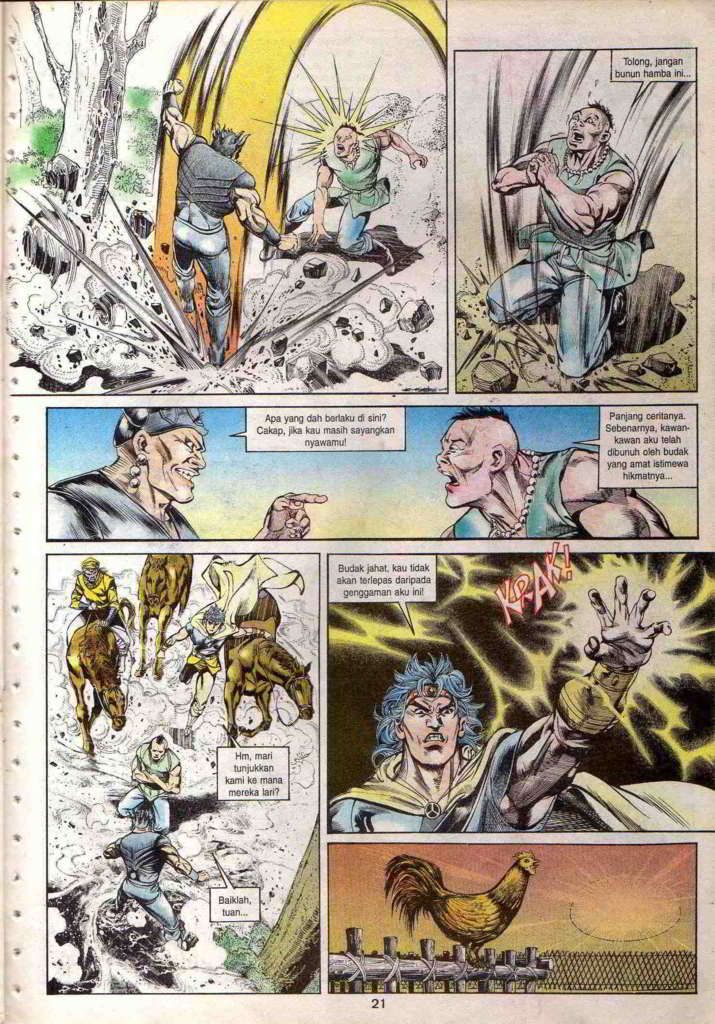 Tolong, jangan
bunun hamba ini...
Apa yang dah berlaku di sini?
Cakap, jika kau masih sayangkan
nyawamu!
Panjang ceritanya.
Sebenarnya, kawan-
kawan aku telah
dibunuh oleh budak
yang amat istimewa
hikmatnya...
Hm, mari
tunjukkan
kami ke mana
mereka lari?
Baiklah,
tuan...
Budak jahat, kau tidak
akan terlepas daripada
genggaman aku ini!
KRAK!
21